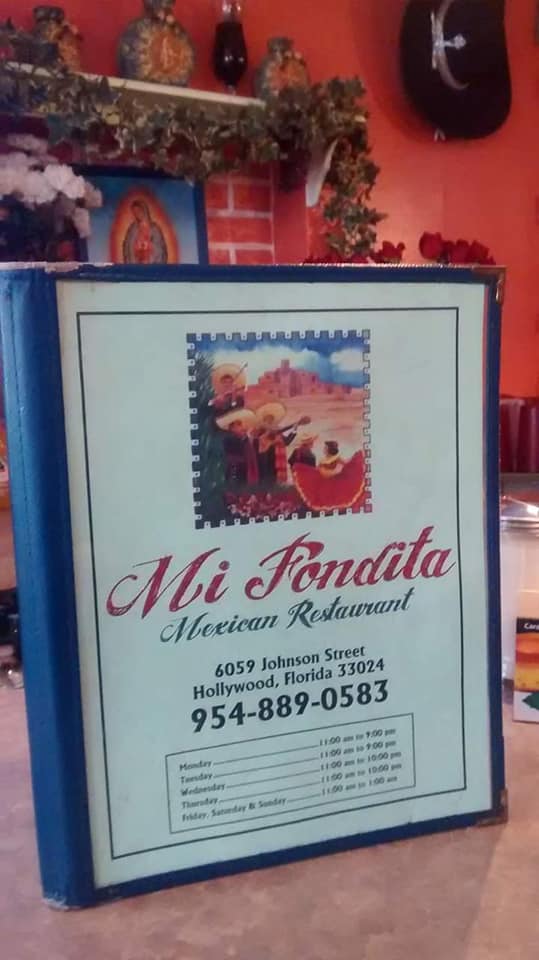 Mi Fondita
Mexican Restaurant
6059 Johnson Street
Hollywood, Florida 33024
954-889-0583
Monday 11:00 am to 9:00 pm
Tuesday 11:00 am to 9:00 pm
Wednesday 11:00 am to 10:00 pm
Thursday 11:00 am to 10:00 pm
Friday, Saturday & Sunday 11:00 am to 1:00 am